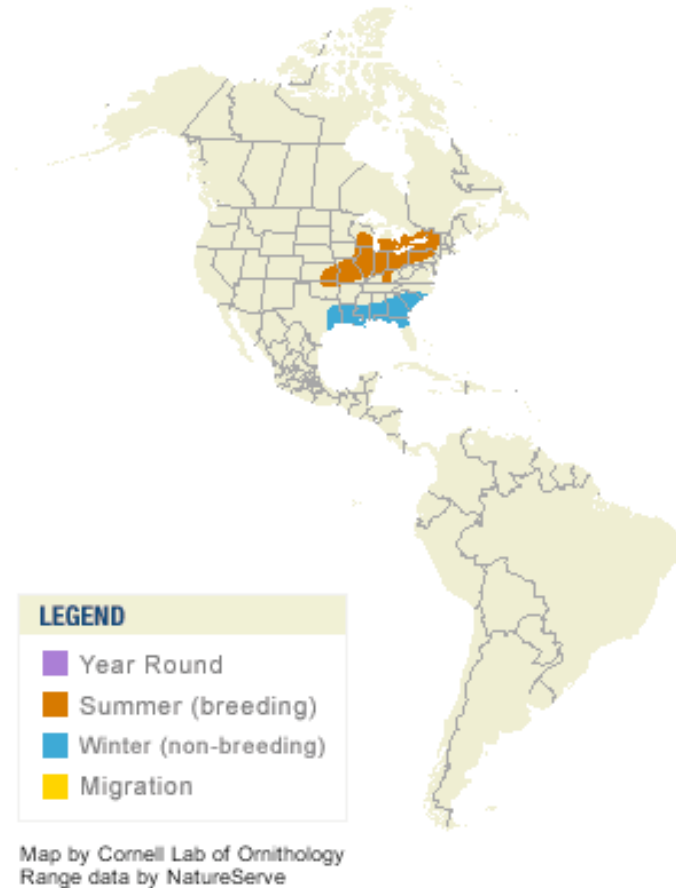 LEGEND
Year Round
Summer (breeding)
Winter (non-breeding)
Migration
Map by Cornell Lab of Ornithology
Range data by NatureServe